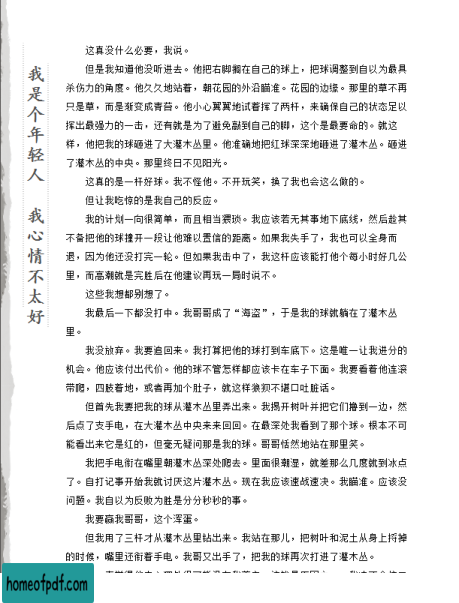 我是个年轻人 我心情不太好
这真没什么必要，我说。
但是我知道他没听进去。他把右脚搁在自己的球上，把球调整到自以为最具
杀伤力的角度。他久久地站着，朝花园的外沿瞄准。花园的边缘。那里的草不再
只是草，而是渐变成青苔。他小心翼翼地试着挥了两杆，来确保自己的状态足以
挥出最强力的一击，还有就是为了避免敲到自己的脚，这个是最要命的。就这
样，他把我的球砸进了大灌木丛里。他准确地把红球深深地砸进了灌木丛。砸进
了灌木丛的中央。那里终日不见阳光。
这真的是一杆好球。我不怪他。不开玩笑，换了我也会这么做的。
但让我吃惊的是我自己的反应。
我的计划一向很简单，而且相当猥琐。我应该若无其事地下底线，然后趁其
不备把他的球撞开一段让他难以置信的距离。如果我失手了，我也可以全身而
退，因为他还没打完一轮。但如果我击中了，我这杆应该能打他个每小时好几公
里，而高潮就是完胜后在他建议再玩一局时说不。
这些我想都别想了。
我最后一下都没打中。我哥哥成了“海盗”，于是我的球就躺在了灌木丛
里。
我没放弃。我要追回来。我打算把他的球打到车底下。这是唯一让我进分的
机会。他应该付出代价。他的球不管怎样都应该卡在车子下面。我要看着他连滚
带爬，四肢着地，或者再加个肚子，就这样狼狈不堪口吐脏话。
但首先我要把我的球从灌木丛里弄出来。我揭开树叶并把它们撸到一边，然
后点了支手电，在大灌木丛中央来来回回。在最深处我看到了那个球。根本不可
能看出来它是红的，但毫无疑问那是我的球。哥哥恬然地站在那里笑。
我把手电衔在嘴里朝灌木丛深处爬去。里面很潮湿，就差那么几度就到冰点
了。自打记事开始我就讨厌这片灌木丛。现在我应该速战速决。我瞄准。应该没
问题。我自以为反败为胜是分分秒秒的事。
我要赢我哥哥，这个浑蛋。
但我用了三杆才从灌木丛里钻出来。我站在那儿，把树叶和泥土从身上捋掉
的时候，嘴里还衔着手电。我哥又出手了，把我的球再次打进了灌木丛。
homeofpdf.com